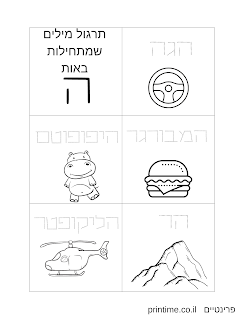 תרגול מילים
שמתחילות
באות
ה
הגה
היפופוטם
המבורגר
הליקופטר
הר
printime.co.il פרינטיים